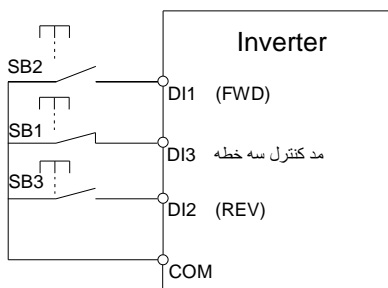 Inverter
SB2
DI1 (FWD)
SB1
DI3 مد کنترل سه خطه
SB3
DI2 (REV)
COM